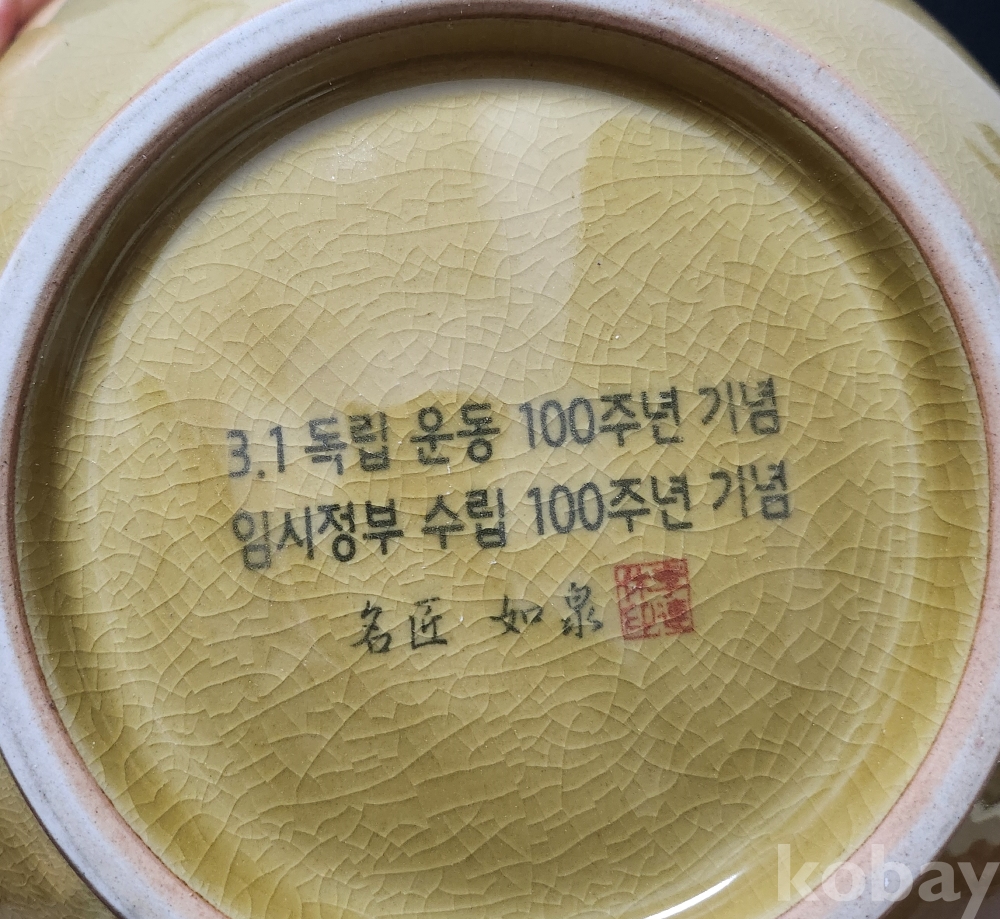 3.1 독립 운동 100주년 기념
임시정부 수립 100주년 기념
名匠 如泉
kobay